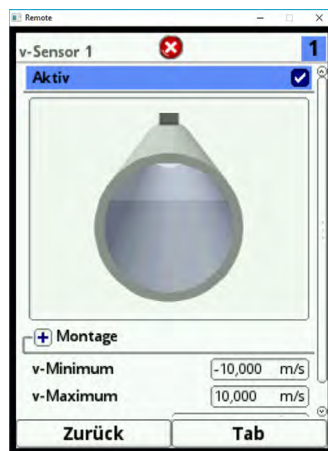 Remote
v-Sensor 1
1
Aktiv
Montage
v-Minimum -10,000 m/s
v-Maximum 10,000 m/s
Zurück Tab